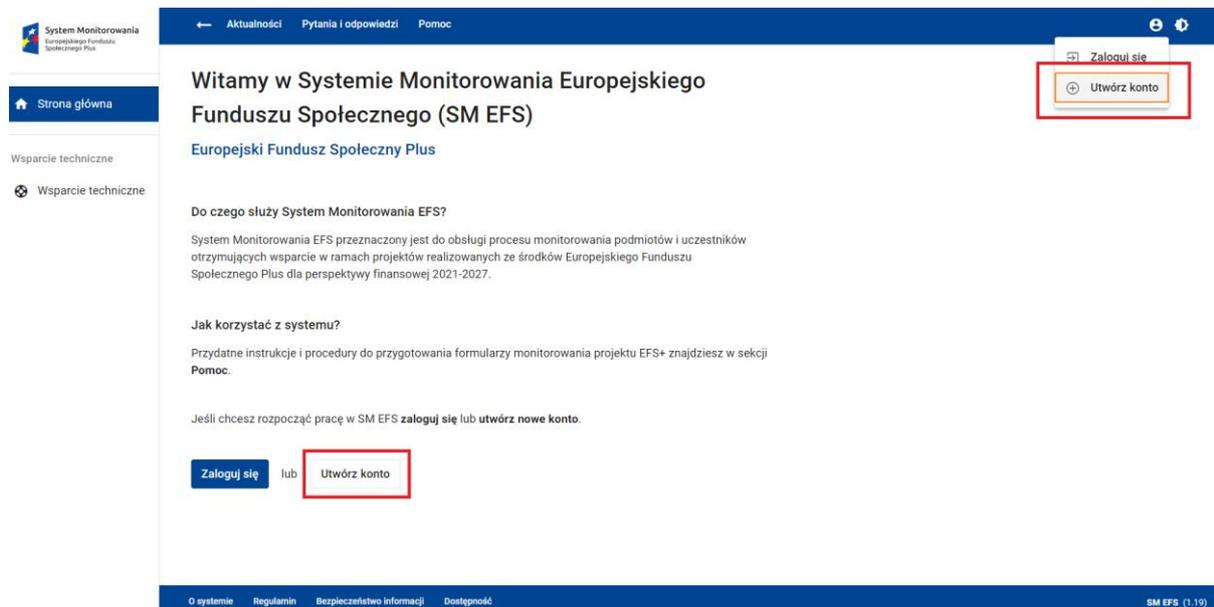 System Monitorowania
Europejskiego Funduszu
Społecznego Plus
Aktualności
Pytania i odpowiedzi
Pomoc
Zaloguj się
Utwórz konto
Strona główna
Wsparcie techniczne
Wsparcie techniczne
Witamy w Systemie Monitorowania Europejskiego
Funduszu Społecznego (SM EFS)
Europejski Fundusz Społeczny Plus
Do czego służy System Monitorowania EFS?
System Monitorowania EFS przeznaczony jest do obsługi procesu monitorowania podmiotów i uczestników
otrzymujących wsparcie w ramach projektów realizowanych ze środków Europejskiego Funduszu
Społecznego Plus dla perspektywy finansowej 2021-2027.
Jak korzystać z systemu?
Przydatne instrukcje i procedury do przygotowania formularzy monitorowania projektu EFS+ znajdziesz w sekcji
Pomoc.
Jeśli chcesz rozpocząć pracę w SM EFS zaloguj się lub utwórz nowe konto.
Zaloguj się lub Utwórz konto
O systemie
Regulamin
Bezpieczeństwo informacji
Dostępność
SM EFS (1.19)